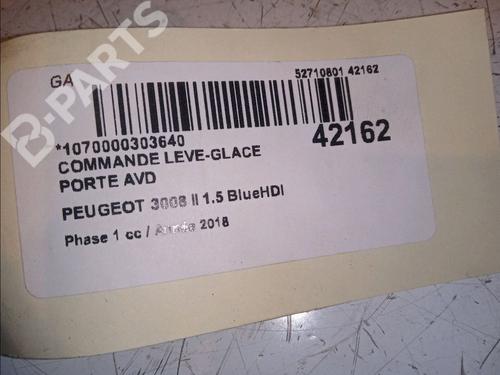 GA
52710801 42162
*1070000303640
42162
COMMANDE LEVE-GLACE
PORTE AVD
PEUGEOT 3008 II 1.5 BlueHDI
Phase 1 cc / Année 2018
B-PARTS